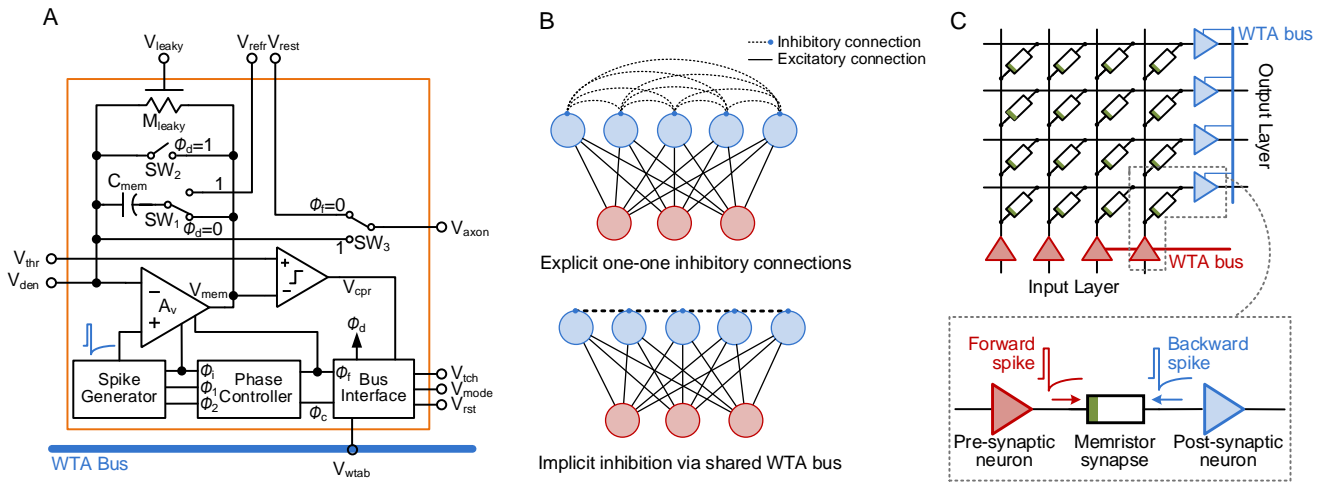 A
V_leaky
V_refr V_rest
M_leaky
Φ_d=1
SW_2
C_mem
1
SW_1
Φ_d=0
Φ_f=0
V_axon
1
SW_3
V_thr
V_den
V_mem
V_cpr
− A_v +
+ −
Φ_d
Spike
Generator
Φ_i
Φ_1
Φ_2
Phase
Controller
Φ_f
Φ_c
Bus
Interface
V_tch
V_mode
V_rst
WTA Bus
V_wtab
B
Inhibitory connection
Excitatory connection
Explicit one-one inhibitory connections
Implicit inhibition via shared WTA bus
C
WTA bus
Output Layer
WTA bus
Input Layer
Forward
spike
Backward
spike
Pre-synaptic
neuron
Memristor
synapse
Post-synaptic
neuron